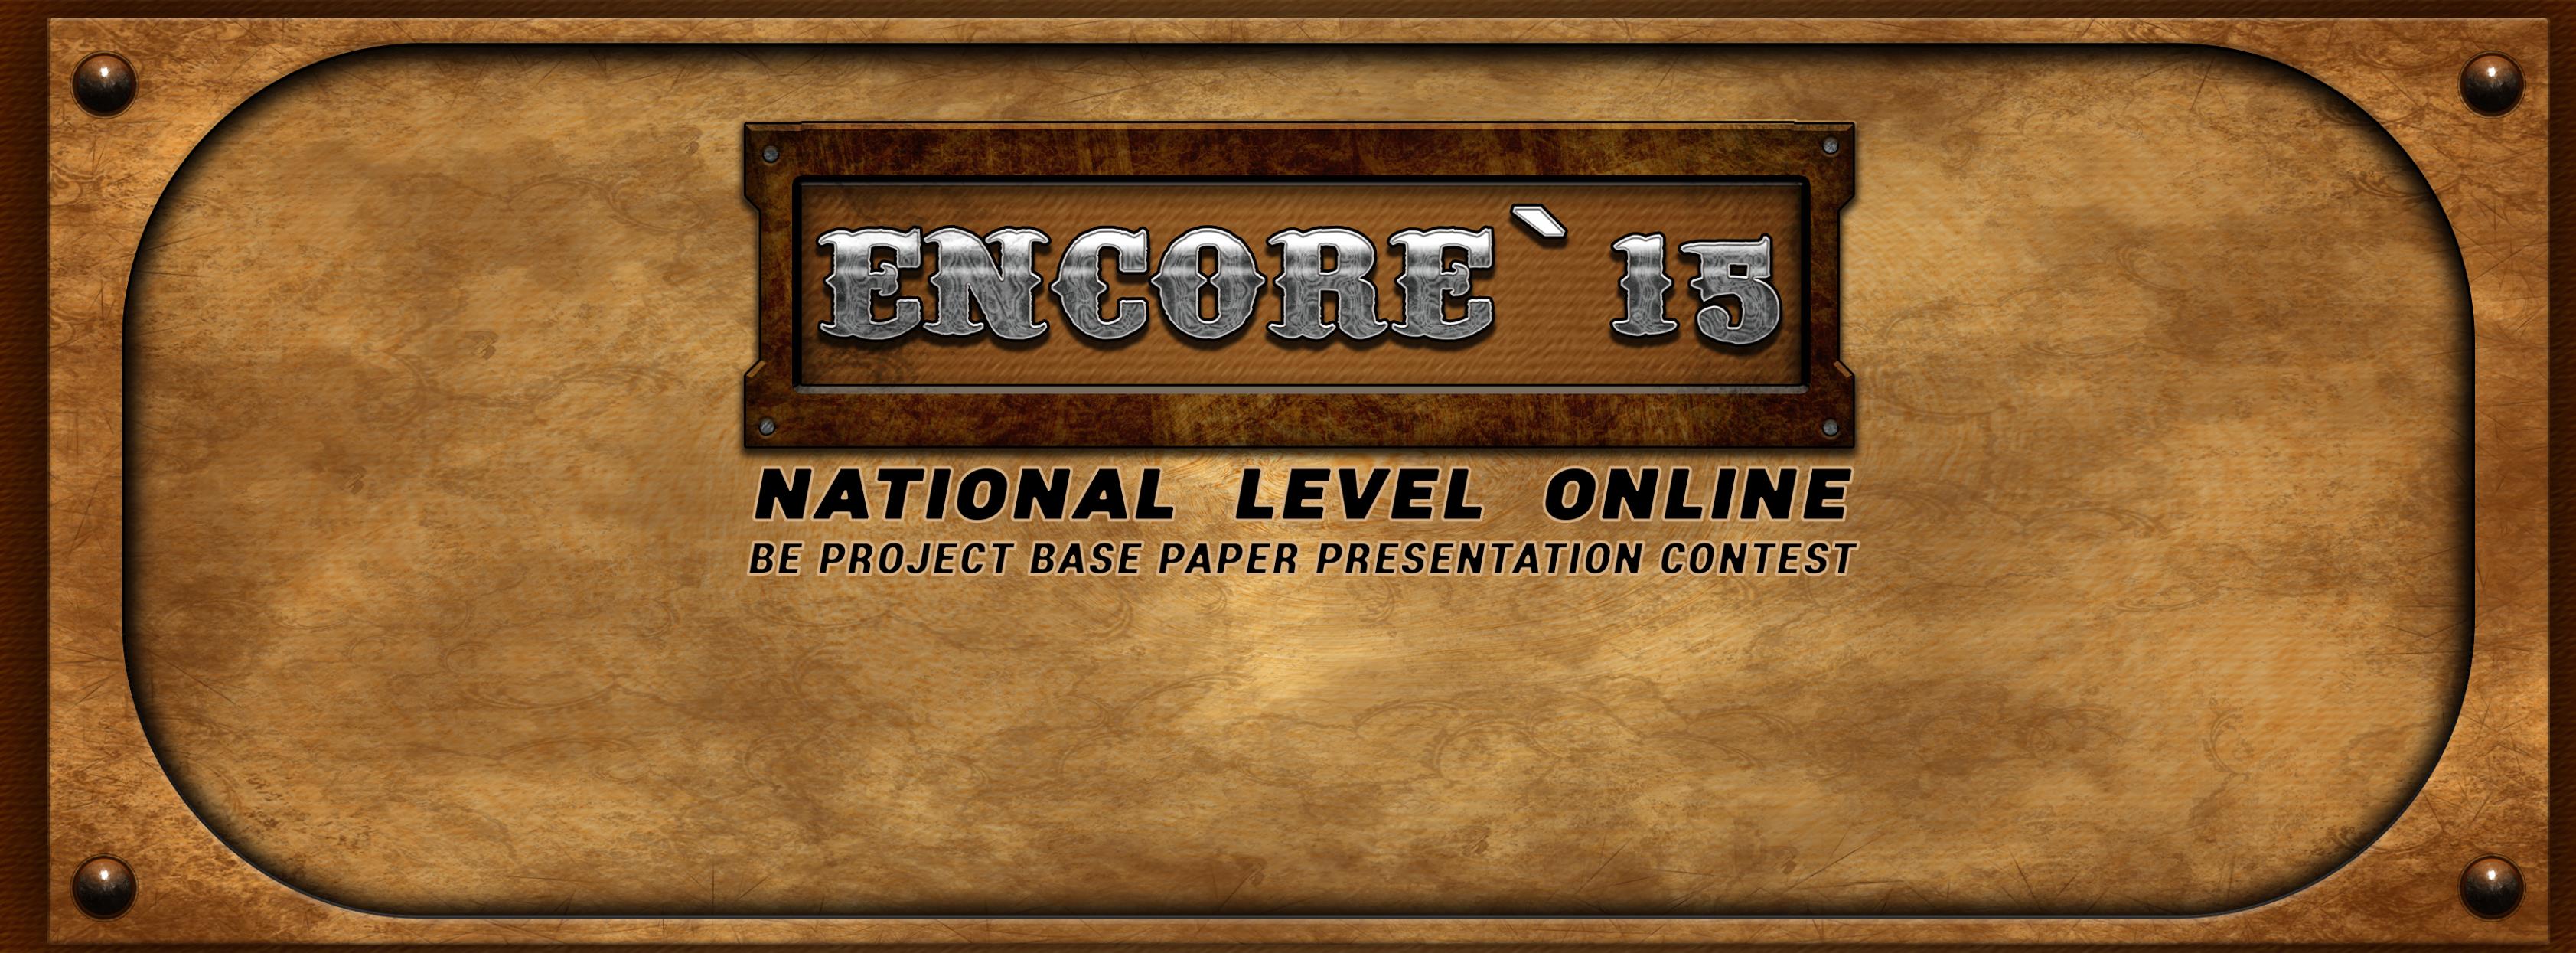 ENCORE` 15
NATIONAL LEVEL ONLINE
BE PROJECT BASE PAPER PRESENTATION CONTEST